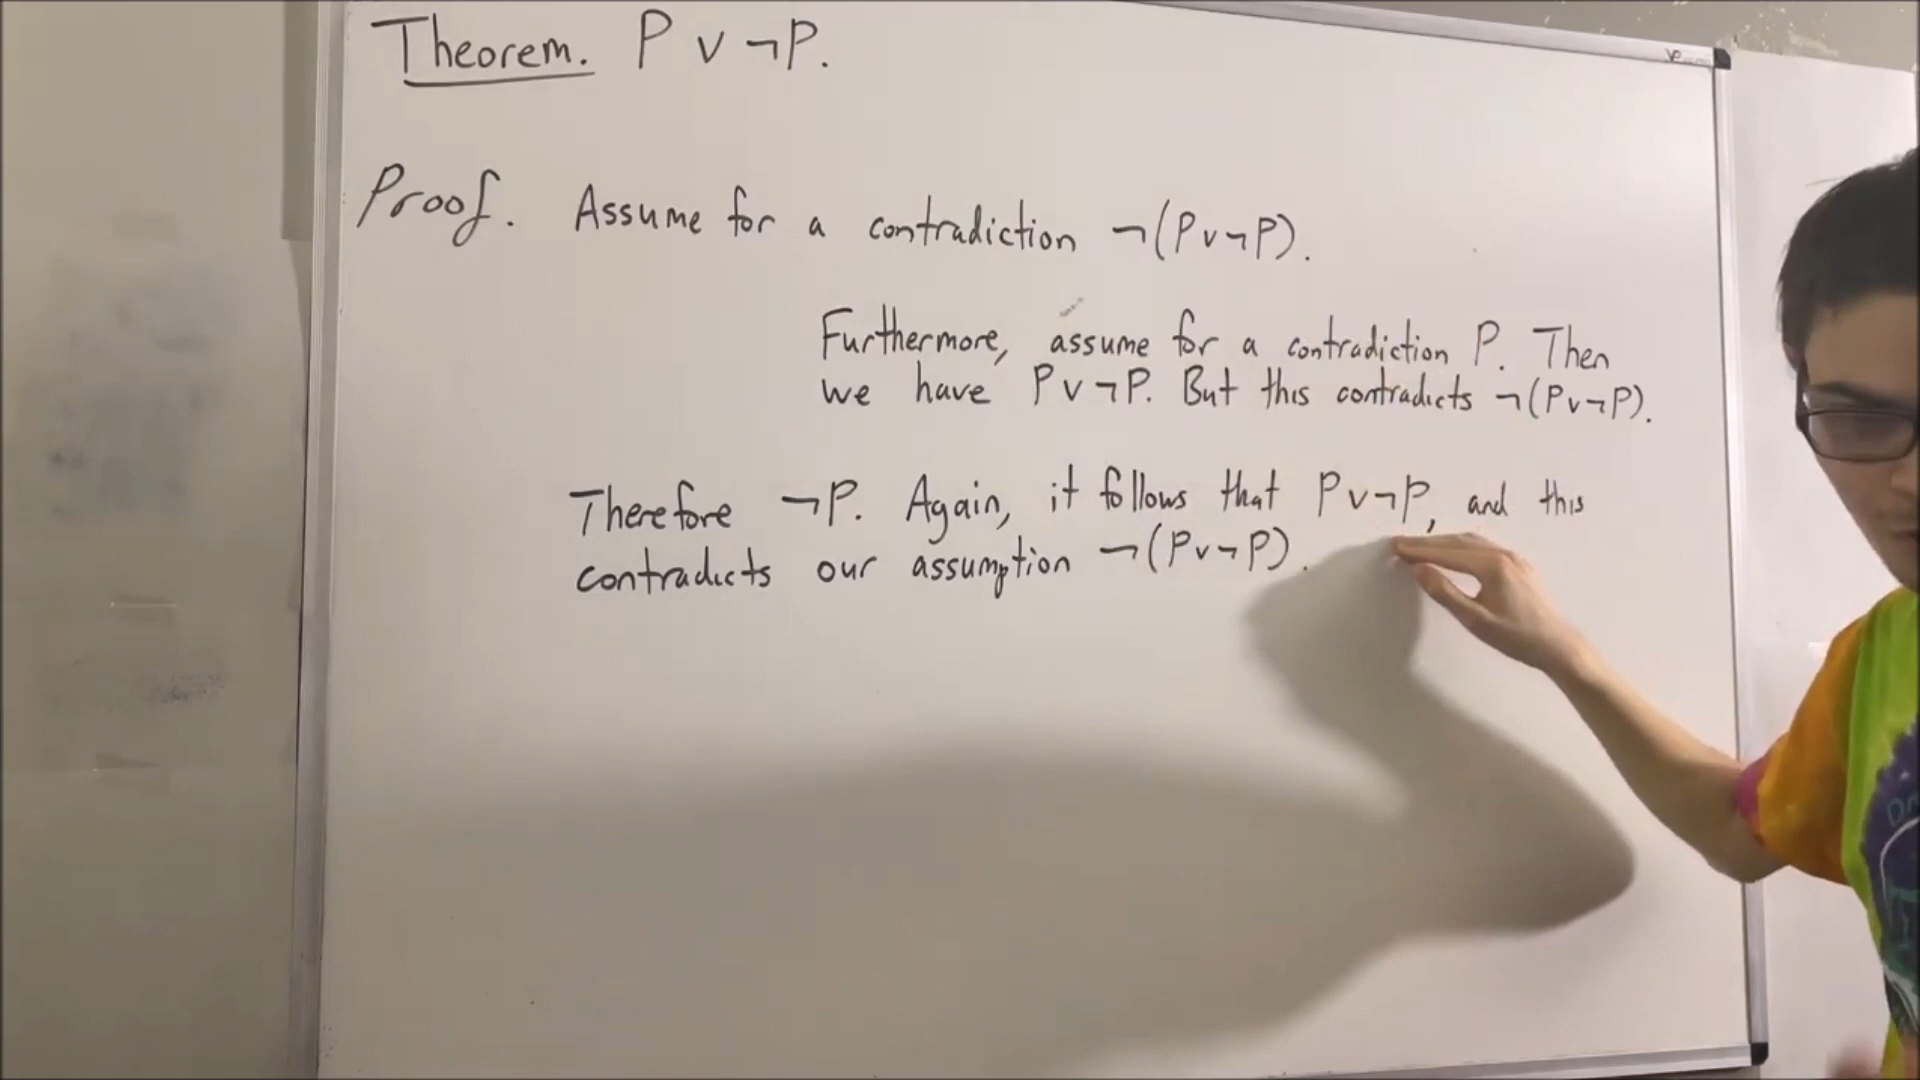 Theorem. P ∨ ¬P.
Proof. Assume for a contradiction ¬(P∨¬P).
Furthermore, assume for a contradiction P. Then
we have P∨¬P. But this contradicts ¬(P∨¬P).
Therefore ¬P. Again, it follows that P∨¬P, and this
contradicts our assumption ¬(P∨¬P).